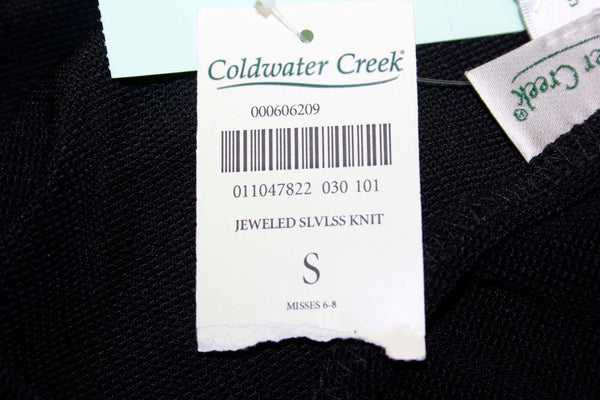 Coldwater Creek®
000606209
011047822 030 101
JEWELED SLVLSS KNIT
S
MISSES 6-8
er Creek®